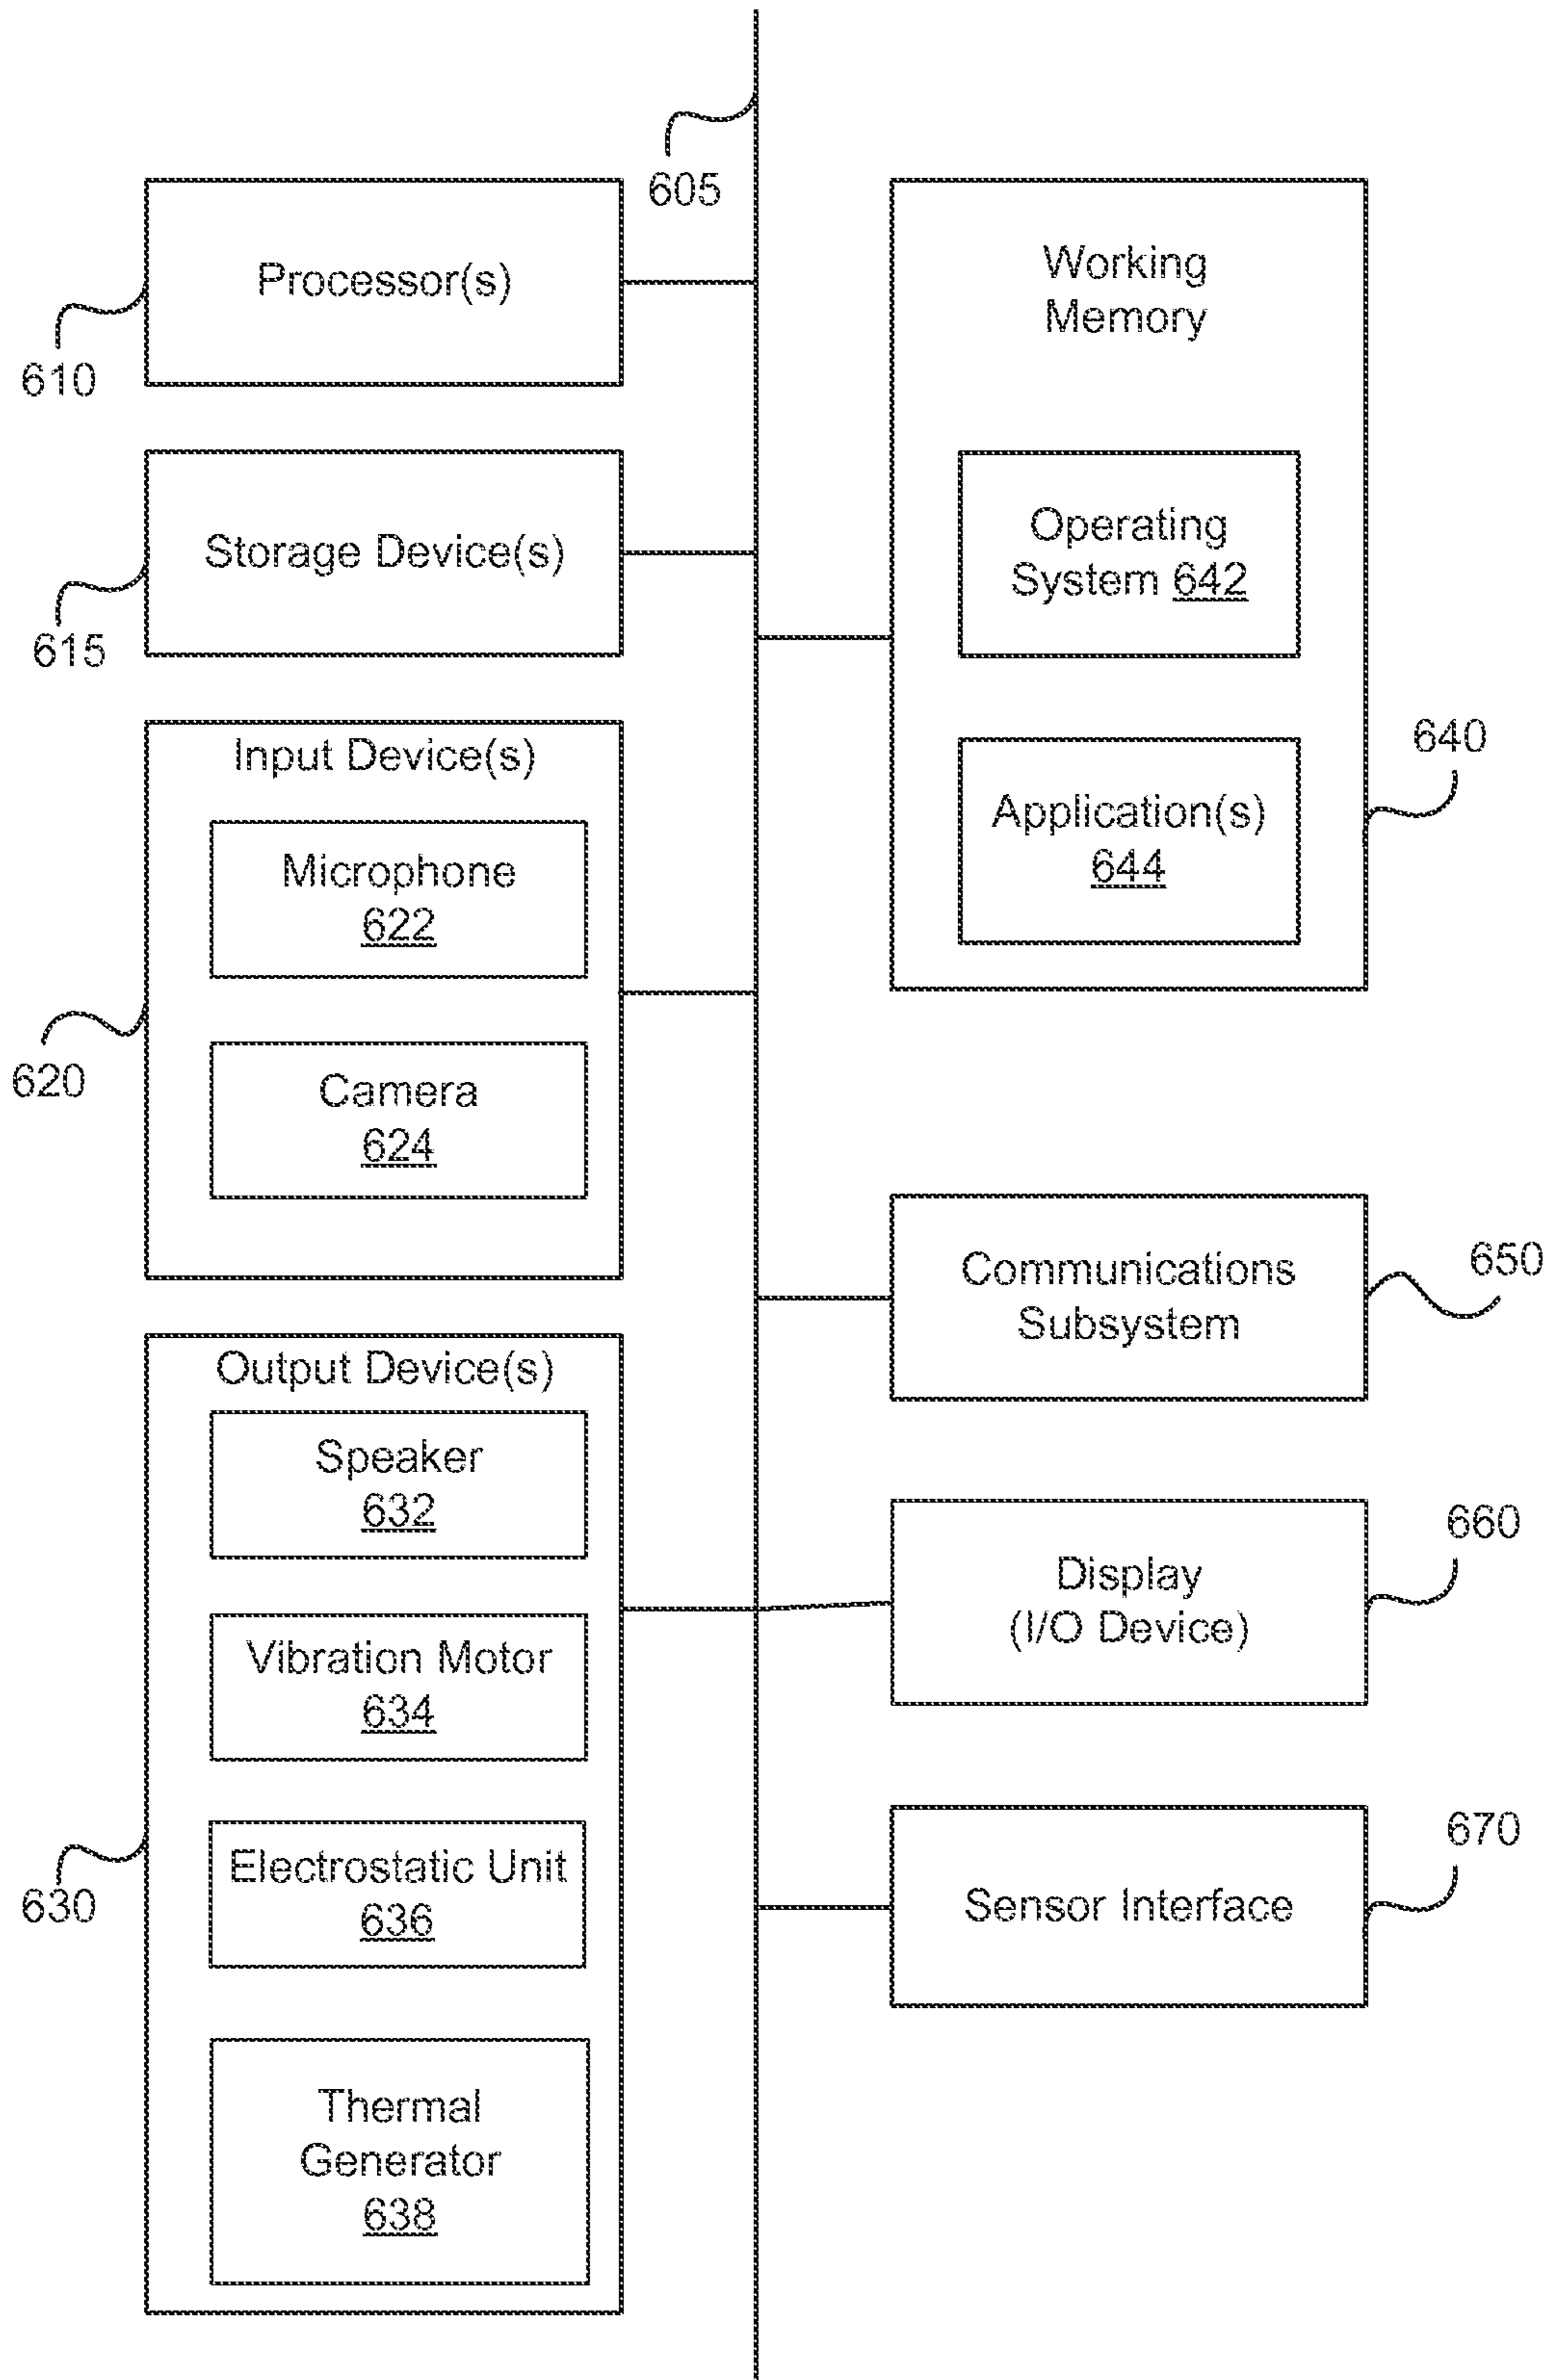 605
Processor(s)
610
Storage Device(s)
615
Input Device(s)
Microphone
622
Camera
624
620
Output Device(s)
Speaker
632
Vibration Motor
634
Electrostatic Unit
636
Thermal
Generator
638
630
Working
Memory
Operating
System 642
Application(s)
644
640
Communications
Subsystem
650
Display
(I/O Device)
660
Sensor Interface
670